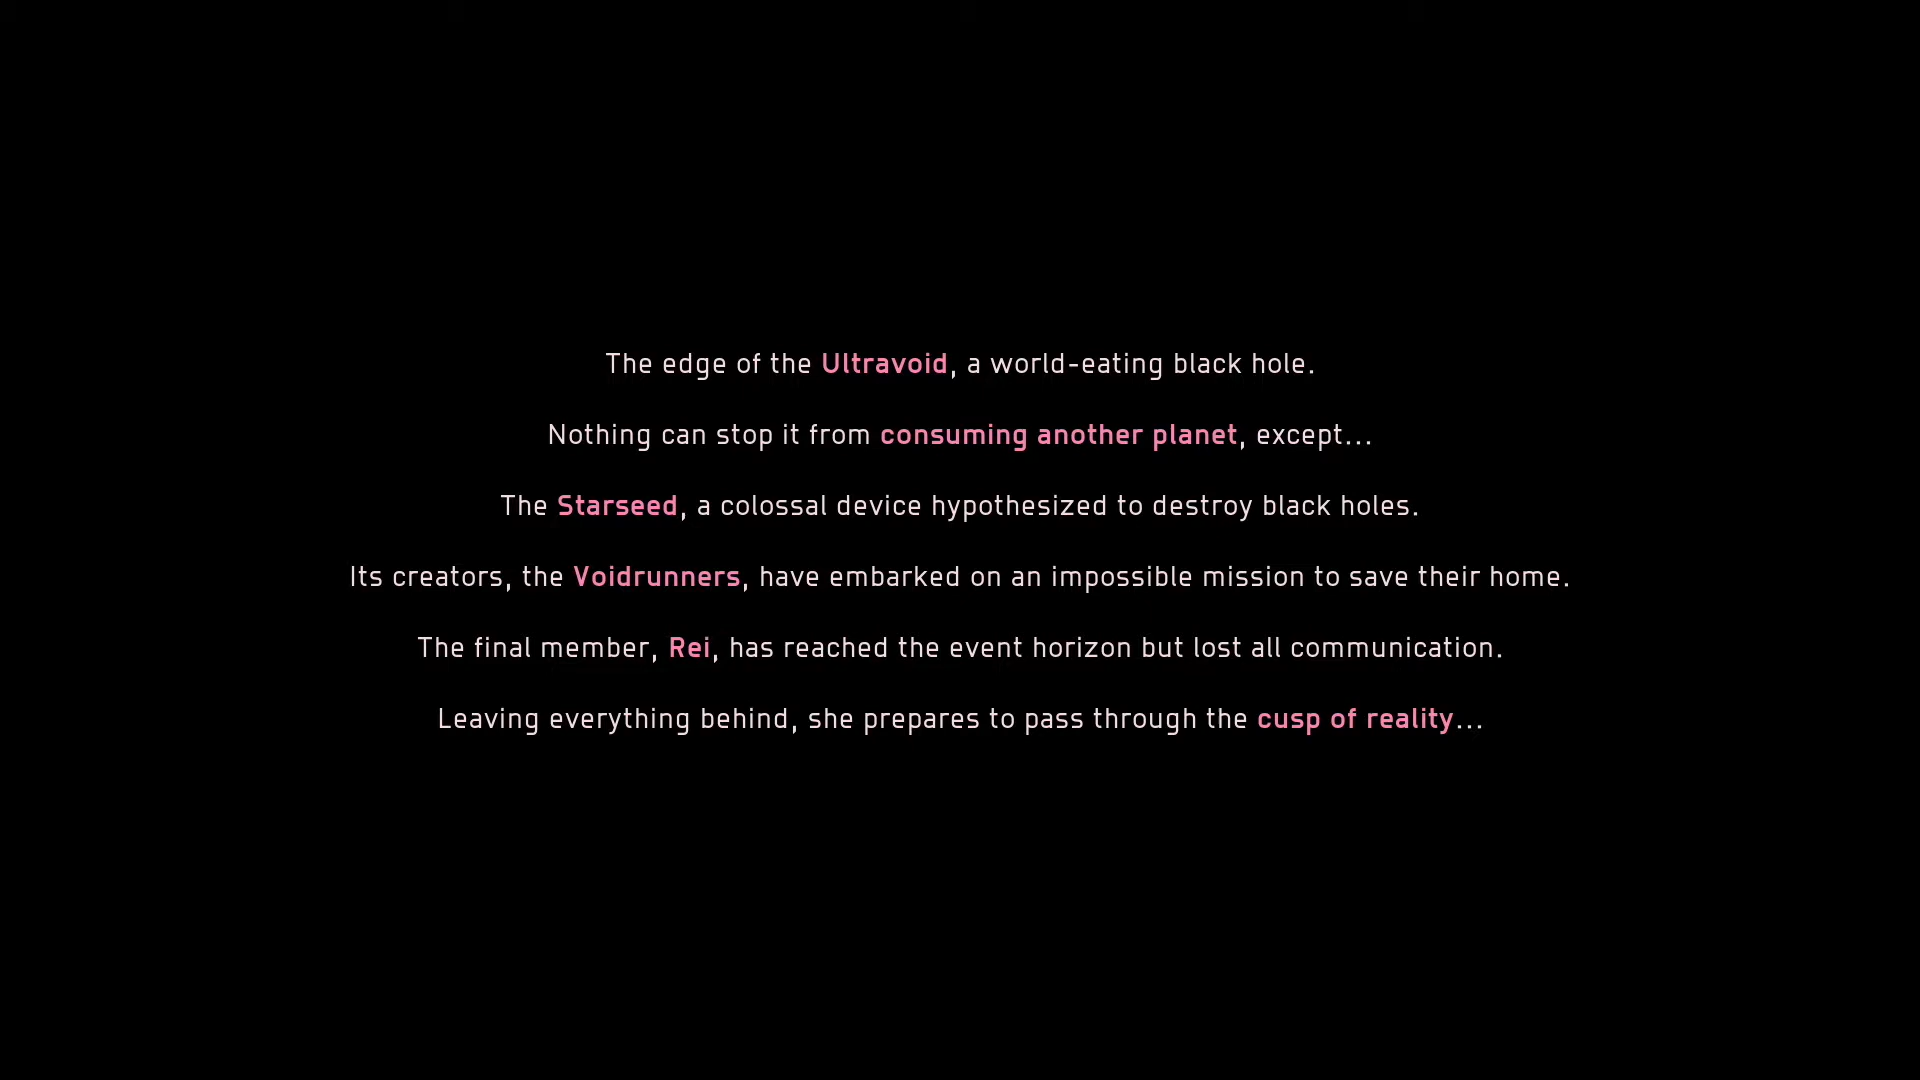 The edge of the Ultravoid, a world-eating black hole.
Nothing can stop it from consuming another planet, except...
The Starseed, a colossal device hypothesized to destroy black holes.
Its creators, the Voidrunners, have embarked on an impossible mission to save their home.
The final member, Rei, has reached the event horizon but lost all communication.
Leaving everything behind, she prepares to pass through the cusp of reality...